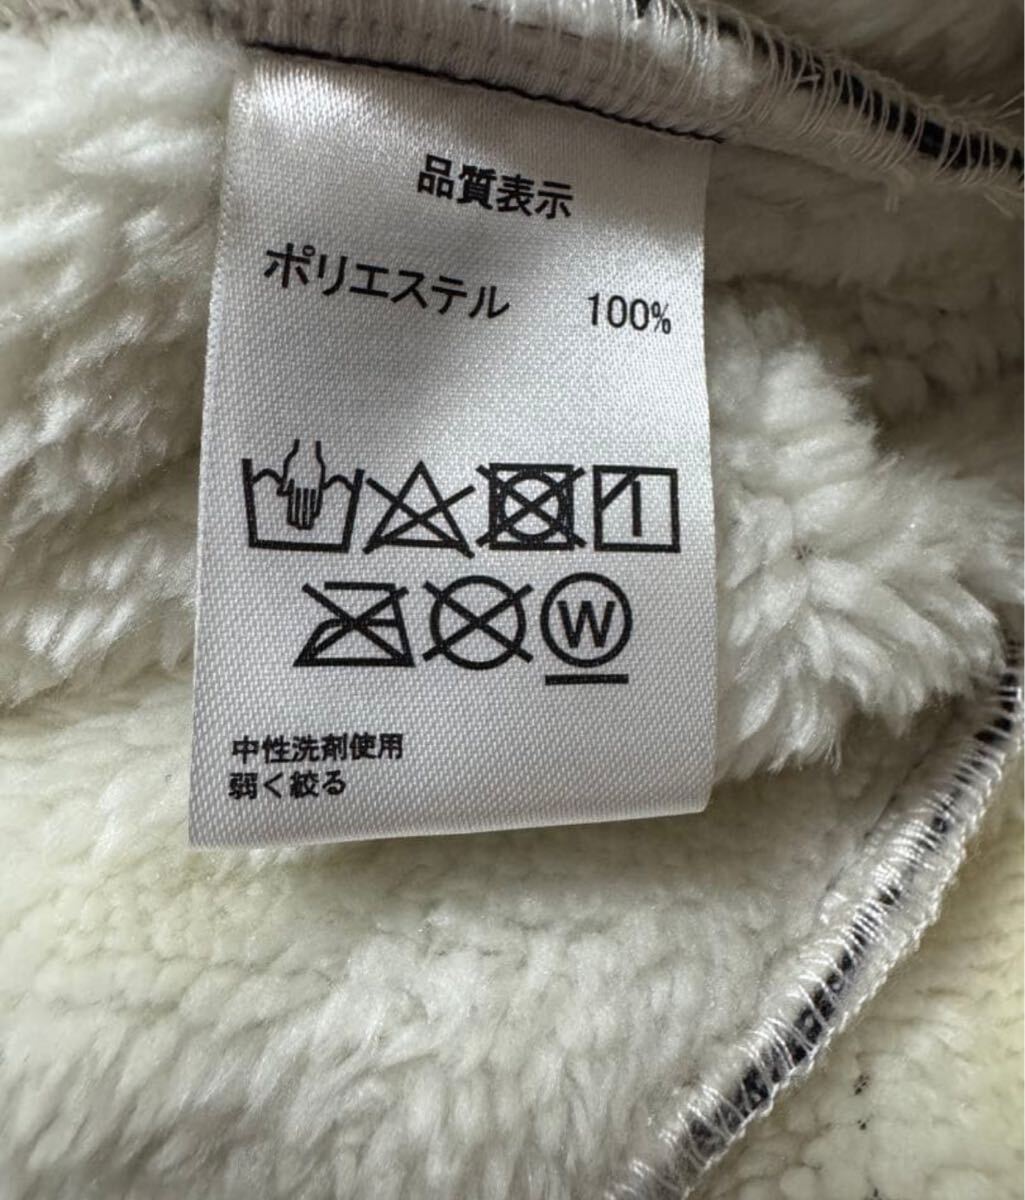 品質表示
ポリエステル 100%
W
中性洗剤使用
弱く絞る